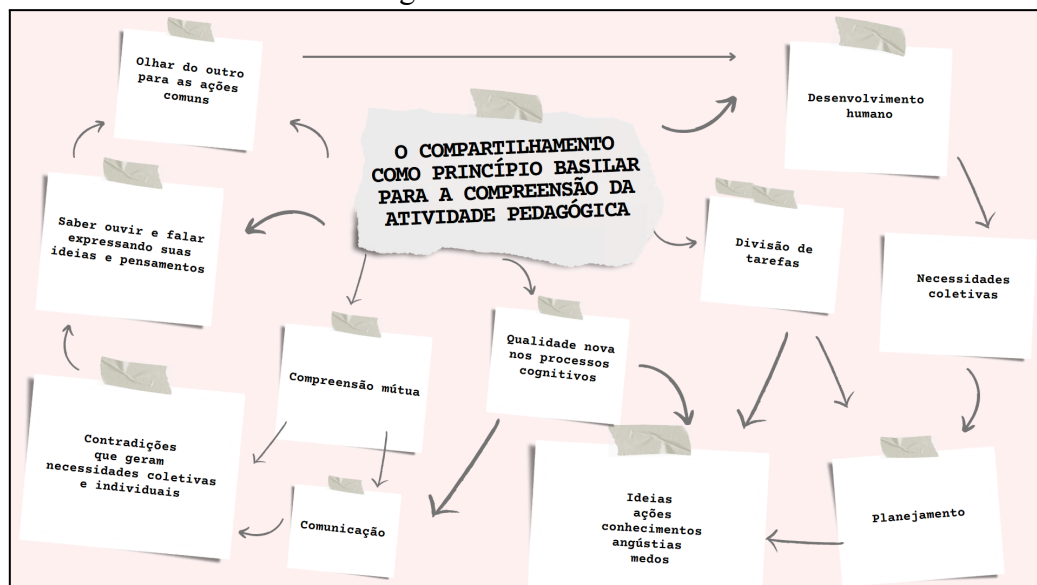 Olhar do outro
para as ações
comuns
Desenvolvimento
humano
O COMPARTILHAMENTO
COMO PRINCÍPIO BASILAR
PARA A COMPREENSÃO DA
ATIVIDADE PEDAGÓGICA
Saber ouvir e falar
expressando suas
ideias e pensamentos
Divisão de
tarefas
Necessidades
coletivas
Compreensão mútua
Qualidade nova
nos processos
cognitivos
Contradições
que geram
necessidades coletivas
e individuais
Comunicação
Ideias
ações
conhecimentos
angústias
medos
Planejamento